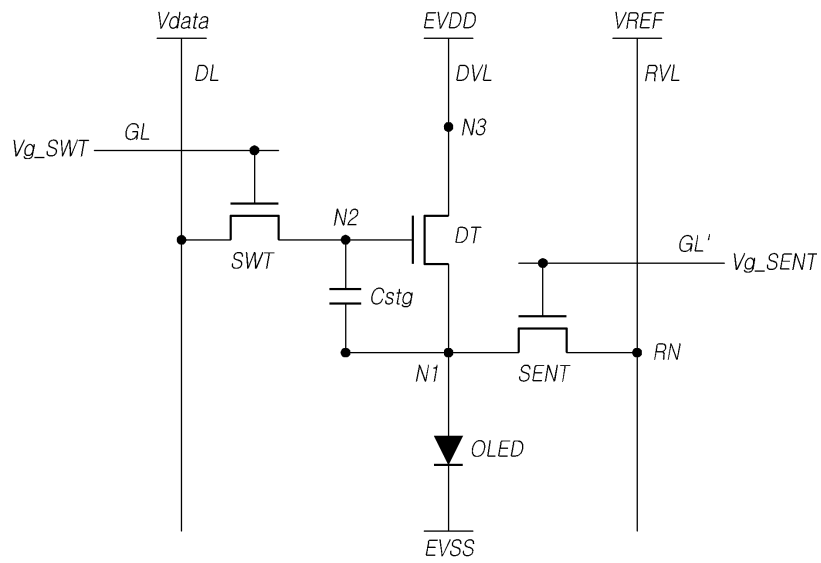 Vdata
EVDD
VREF
DL
DVL
RVL
GL
N3
Vg_SWT
N2
DT
GL'
Vg_SENT
SWT
Cstg
N1
SENT
RN
OLED
EVSS